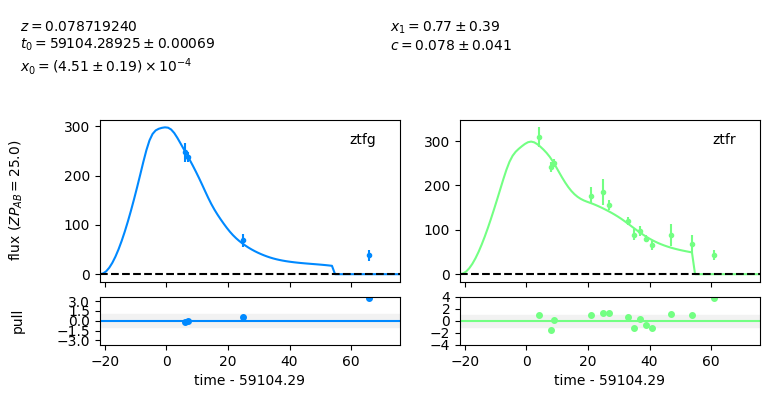 z = 0.078719240
t₀ = 59104.28925 ± 0.00069
x₀ = (4.51 ± 0.19) × 10⁻⁴
x₁ = 0.77 ± 0.39
c = 0.078 ± 0.041
flux (ZP_AB = 25.0)
300
200
100
0
ztfg
300
200
100
0
ztfr
pull
3.0
1.5
0.0
−1.5
−3.0
−20 0 20 40 60
time - 59104.29
4
2
0
−2
−4
−20 0 20 40 60
time - 59104.29